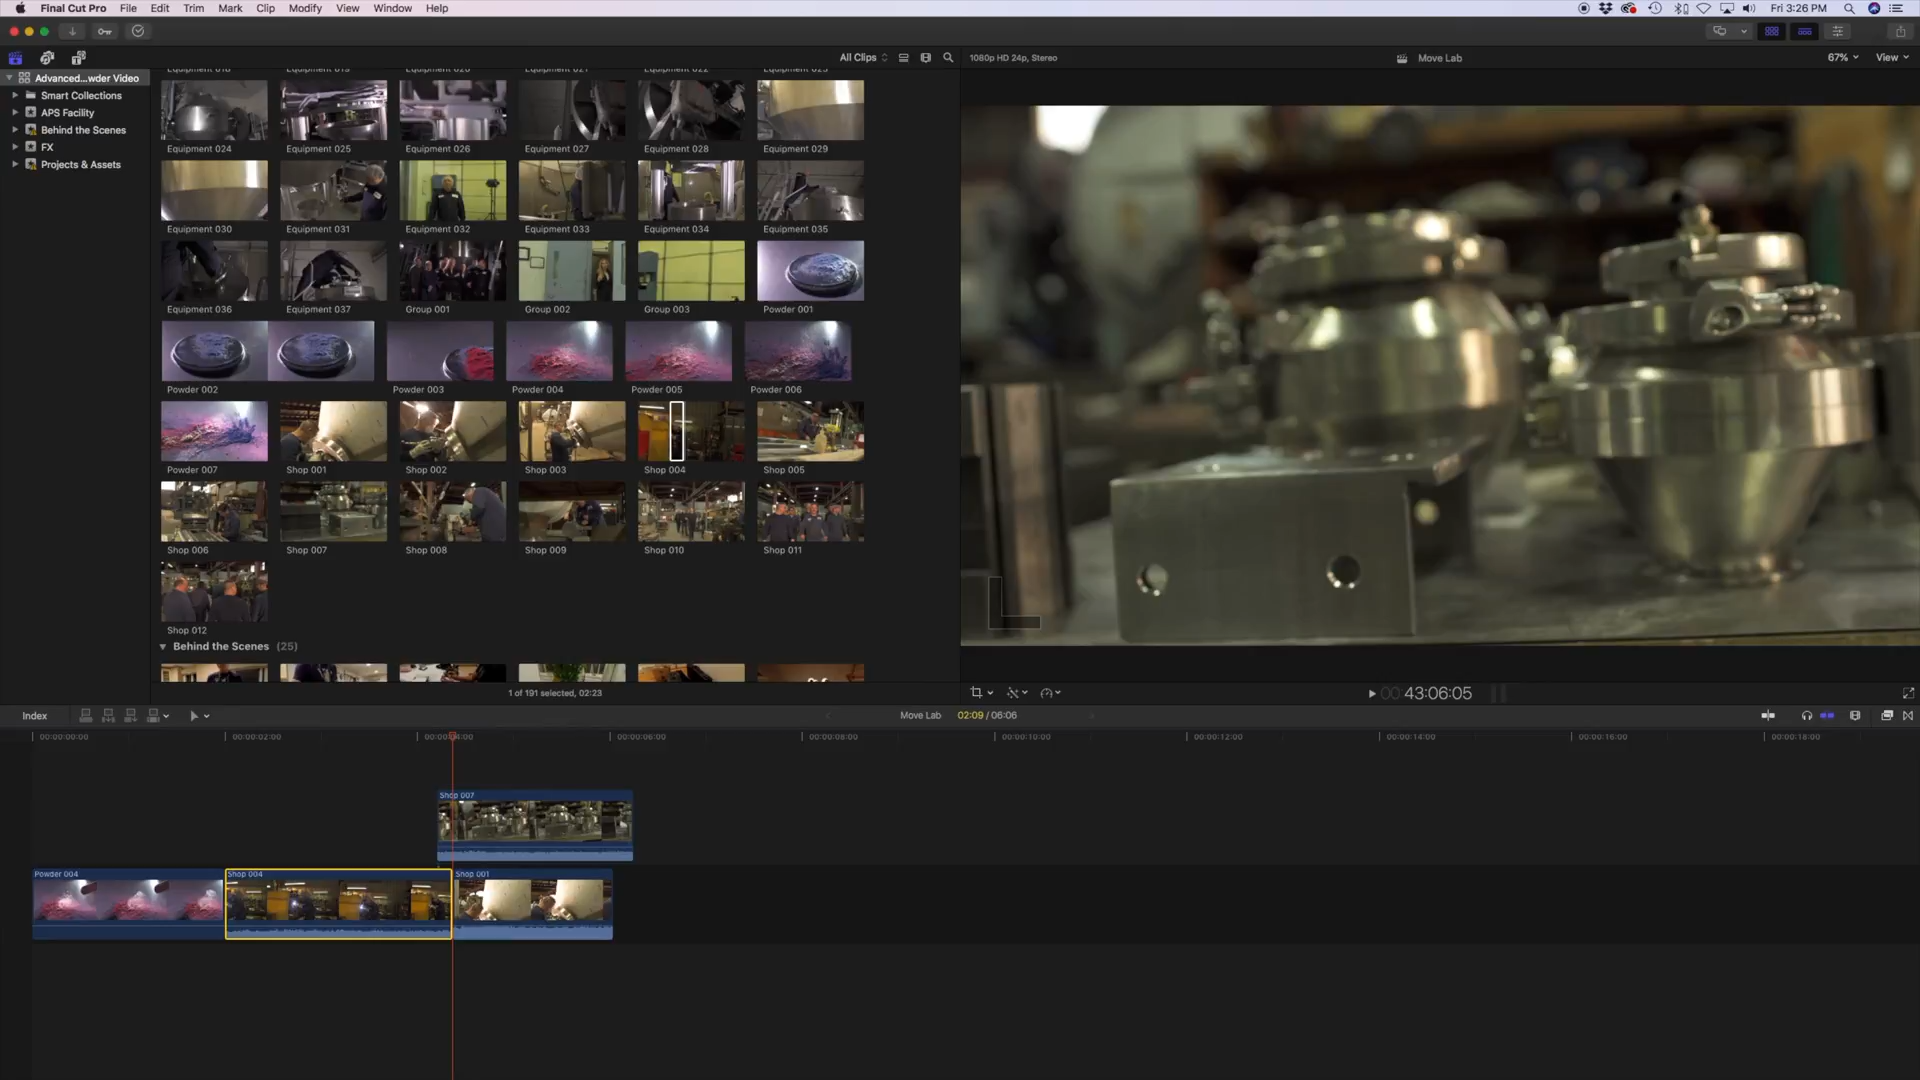 Final Cut Pro File Edit Trim Mark Clip Modify View Window Help Fri 3:26 PM
All Clips
1080p HD 24p, Stereo Move Lab 67% View
Advanced...wder Video
Smart Collections
APS Facility
Behind the Scenes
FX
Projects & Assets
Equipment 024 Equipment 025 Equipment 026 Equipment 027 Equipment 028 Equipment 029
Equipment 030 Equipment 031 Equipment 032 Equipment 033 Equipment 034 Equipment 035
Equipment 036 Equipment 037 Group 001 Group 002 Group 003 Powder 001
Powder 002 Powder 003 Powder 004 Powder 005 Powder 006
Powder 007 Shop 001 Shop 002 Shop 003 Shop 004 Shop 005
Shop 006 Shop 007 Shop 008 Shop 009 Shop 010 Shop 011
Shop 012
Behind the Scenes (25)
1 of 191 selected, 02:23
00 43:06:05
Index Move Lab 02:09 / 06:06
00:00:00:00 00:00:02:00 00:00:04:00 00:00:06:00 00:00:08:00 00:00:10:00 00:00:12:00 00:00:14:00 00:00:16:00 00:00:18:00
Shop 007
Powder 004 Shop 004 Shop 001